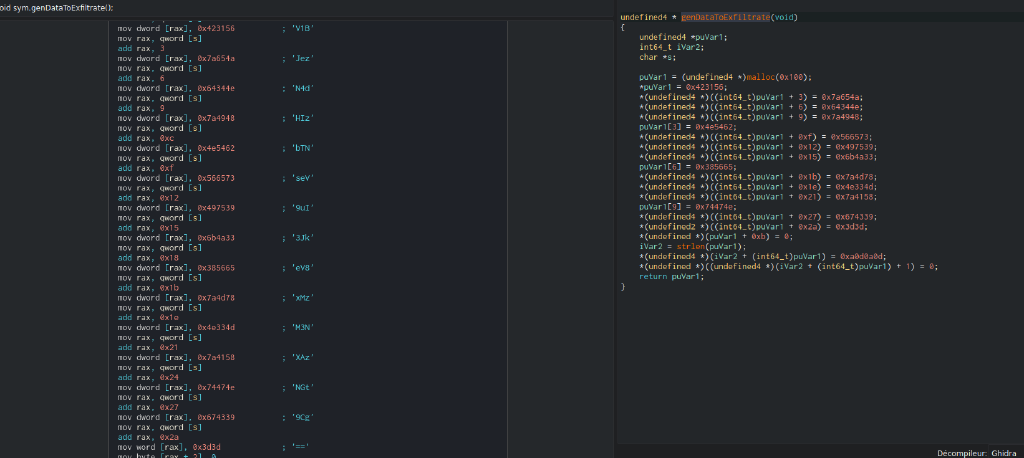 oid sym.genDataToExfiltrate();
mov dword [rax], 0x423156 ; 'V1B'
mov rax, qword [s]
add rax, 3
mov dword [rax], 0x7a654a ; 'Jez'
mov rax, qword [s]
add rax, 6
mov dword [rax], 0x64344e ; 'N4d'
mov rax, qword [s]
add rax, 9
mov dword [rax], 0x7a4948 ; 'HIz'
mov rax, qword [s]
add rax, 0xc
mov dword [rax], 0x4e5462 ; 'bTN'
mov rax, qword [s]
add rax, 0xf
mov dword [rax], 0x566573 ; 'seV'
mov rax, qword [s]
add rax, 0x12
mov dword [rax], 0x497539 ; '9uI'
mov rax, qword [s]
add rax, 0x15
mov dword [rax], 0x6b4a33 ; '3Jk'
mov rax, qword [s]
add rax, 0x18
mov dword [rax], 0x385665 ; 'eV8'
mov rax, qword [s]
add rax, 0x1b
mov dword [rax], 0x7a4d78 ; 'xMz'
mov rax, qword [s]
add rax, 0x1e
mov dword [rax], 0x4e334d ; 'M3N'
mov rax, qword [s]
add rax, 0x21
mov dword [rax], 0x7a4158 ; 'XAz'
mov rax, qword [s]
add rax, 0x24
mov dword [rax], 0x74474e ; 'NGt'
mov rax, qword [s]
add rax, 0x27
mov dword [rax], 0x674339 ; '9Cg'
mov rax, qword [s]
add rax, 0x2a
mov word [rax], 0x3d3d ; '=='
mov byte [rax + 2], 0
undefined4 * genDataToExfiltrate(void)
{
undefined4 *puVar1;
int64_t iVar2;
char *s;
puVar1 = (undefined4 *)malloc(0x100);
*puVar1 = 0x423156;
*(undefined4 *)((int64_t)puVar1 + 3) = 0x7a654a;
*(undefined4 *)((int64_t)puVar1 + 6) = 0x64344e;
*(undefined4 *)((int64_t)puVar1 + 9) = 0x7a4948;
puVar1[3] = 0x4e5462;
*(undefined4 *)((int64_t)puVar1 + 0xf) = 0x566573;
*(undefined4 *)((int64_t)puVar1 + 0x12) = 0x497539;
*(undefined4 *)((int64_t)puVar1 + 0x15) = 0x6b4a33;
puVar1[6] = 0x385665;
*(undefined4 *)((int64_t)puVar1 + 0x1b) = 0x7a4d78;
*(undefined4 *)((int64_t)puVar1 + 0x1e) = 0x4e334d;
*(undefined4 *)((int64_t)puVar1 + 0x21) = 0x7a4158;
puVar1[9] = 0x74474e;
*(undefined4 *)((int64_t)puVar1 + 0x27) = 0x674339;
*(undefined2 *)((int64_t)puVar1 + 0x2a) = 0x3d3d;
*(undefined *)(puVar1 + 0xb) = 0;
iVar2 = strlen(puVar1);
*(undefined4 *)(iVar2 + (int64_t)puVar1) = 0xa0d0a0d;
*(undefined *)((undefined4 *)(iVar2 + (int64_t)puVar1) + 1) = 0;
return puVar1;
}
Décompileur: Ghidra